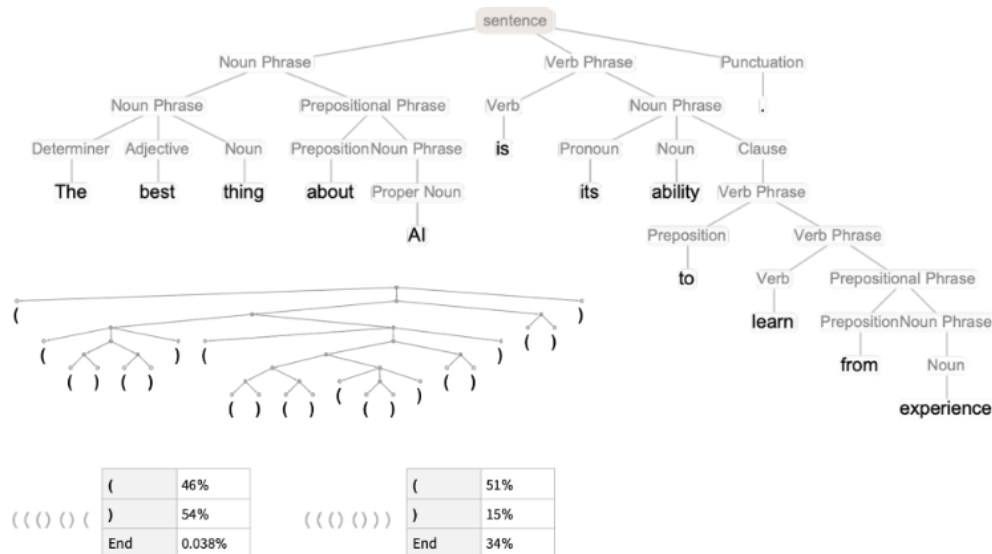 sentence
Noun Phrase Verb Phrase Punctuation
Noun Phrase Prepositional Phrase Verb Noun Phrase .
Determiner Adjective Noun Preposition Noun Phrase is Pronoun Noun Clause
The best thing about Proper Noun its ability Verb Phrase
AI Preposition Verb Phrase
to Verb Prepositional Phrase
learn Preposition Noun Phrase
from Noun
experience
( )
( )
( ) ( )
( ) ( ) ( )
( )
( ) ( ) ( )
( ( ( ) ( ) (
( 46%
) 54%
End 0.038%
( ( ( ) ( ) ) )
( 51%
) 15%
End 34%